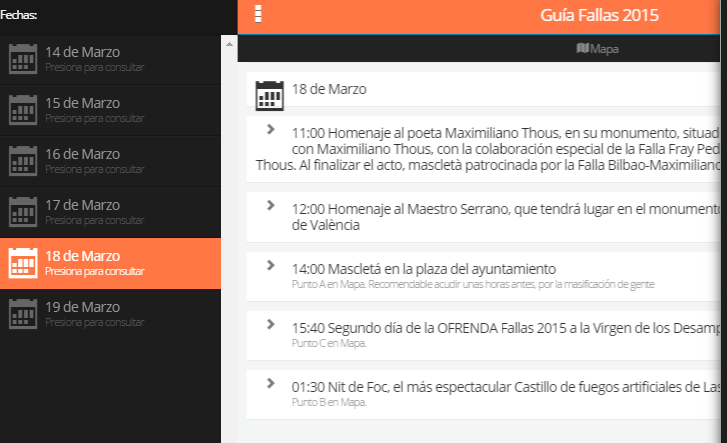 Fechas:
14 de Marzo
Presiona para consultar
15 de Marzo
Presiona para consultar
16 de Marzo
Presiona para consultar
17 de Marzo
Presiona para consultar
18 de Marzo
Presiona para consultar
19 de Marzo
Presiona para consultar
Guía Fallas 2015
Mapa
18 de Marzo
11:00 Homenaje al poeta Maximiliano Thous, en su monumento, situad
con Maximiliano Thous, con la colaboración especial de la Falla Fray Ped
Thous. Al finalizar el acto, mascletà patrocinada por la Falla Bilbao-Maximiliano
12:00 Homenaje al Maestro Serrano, que tendrá lugar en el monumento
de València
14:00 Mascletá en la plaza del ayuntamiento
Punto A en Mapa. Recomendable acudir unas horas antes, por la masificación de gente
15:40 Segundo día de la OFRENDA Fallas 2015 a la Virgen de los Desamp
Punto C en Mapa.
01:30 Nit de Foc, el más espectacular Castillo de fuegos artificiales de Las
Punto B en Mapa.